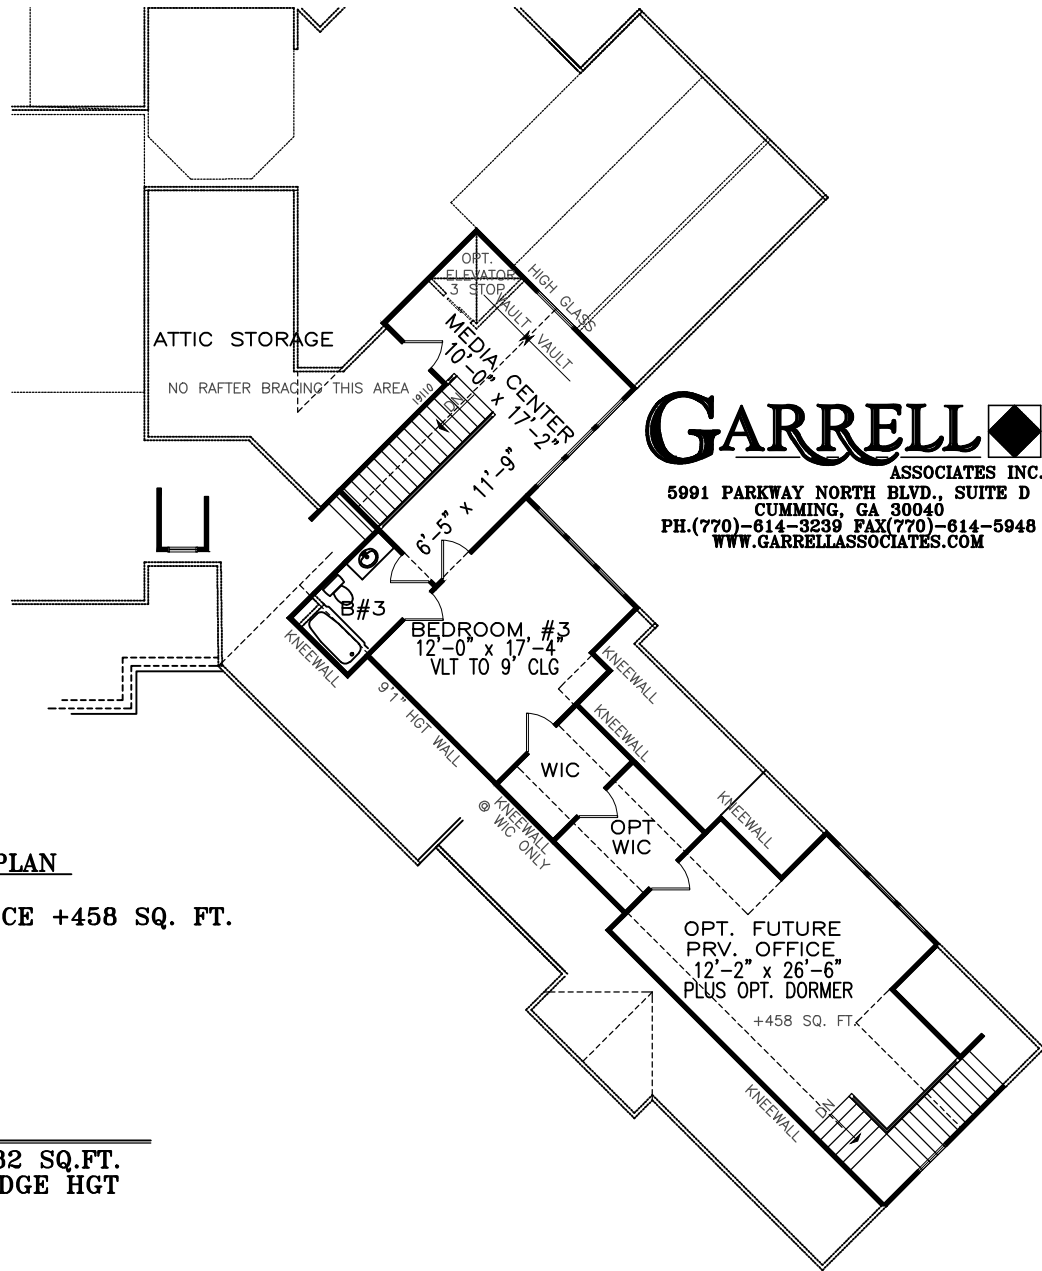 OPT.
ELEVATOR
3 STOP
HIGH GLASS
VAULT
VAULT
MEDIA CENTER
10'-0" x 17'-2"
ATTIC STORAGE
NO RAFTER BRACING THIS AREA
19110
DN
6'-5" x 11'-9"
GARRELL
ASSOCIATES INC.
5991 PARKWAY NORTH BLVD., SUITE D
CUMMING, GA 30040
PH.(770)-614-3239 FAX(770)-614-5948
WWW.GARRELLASSOCIATES.COM
B#3
KNEEWALL
BEDROOM #3
12'-0" x 17'-4"
VLT TO 9' CLG
KNEEWALL
9'1" HGT WALL
KNEEWALL
WIC
KNEEWALL
@ WIC ONLY
OPT
WIC
KNEEWALL
PLAN
CE +458 SQ. FT.
OPT. FUTURE
PRV. OFFICE
12'-2" x 26'-6"
PLUS OPT. DORMER
+458 SQ. FT.
KNEEWALL
DN
32 SQ.FT.
DGE HGT